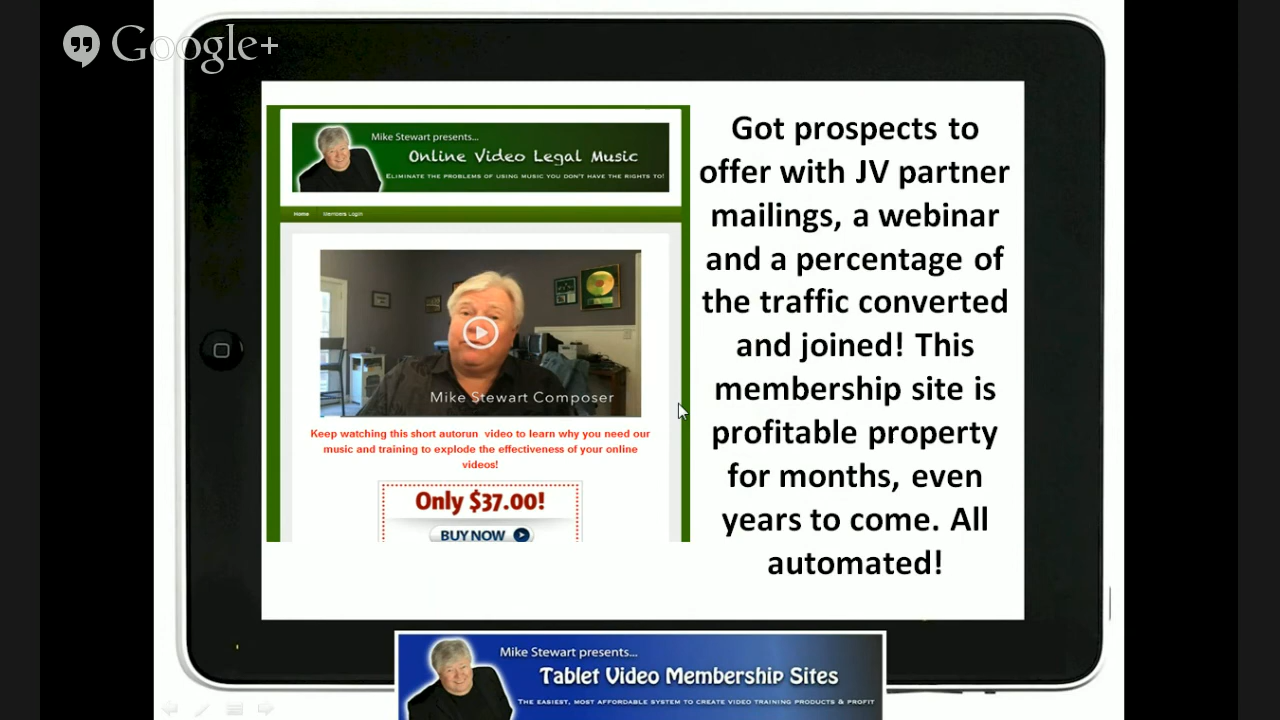 Google+
Mike Stewart presents...
Online Video Legal Music
Eliminate the problems of using music you don't have the rights to!
Home Members Login
Mike Stewart Composer
Keep watching this short autorun video to learn why you need our
music and training to explode the effectiveness of your online
videos!
Only $37.00!
BUY NOW
Got prospects to
offer with JV partner
mailings, a webinar
and a percentage of
the traffic converted
and joined! This
membership site is
profitable property
for months, even
years to come. All
automated!
Mike Stewart presents...
Tablet Video Membership Sites
The easiest, most affordable system to create video training products & profit